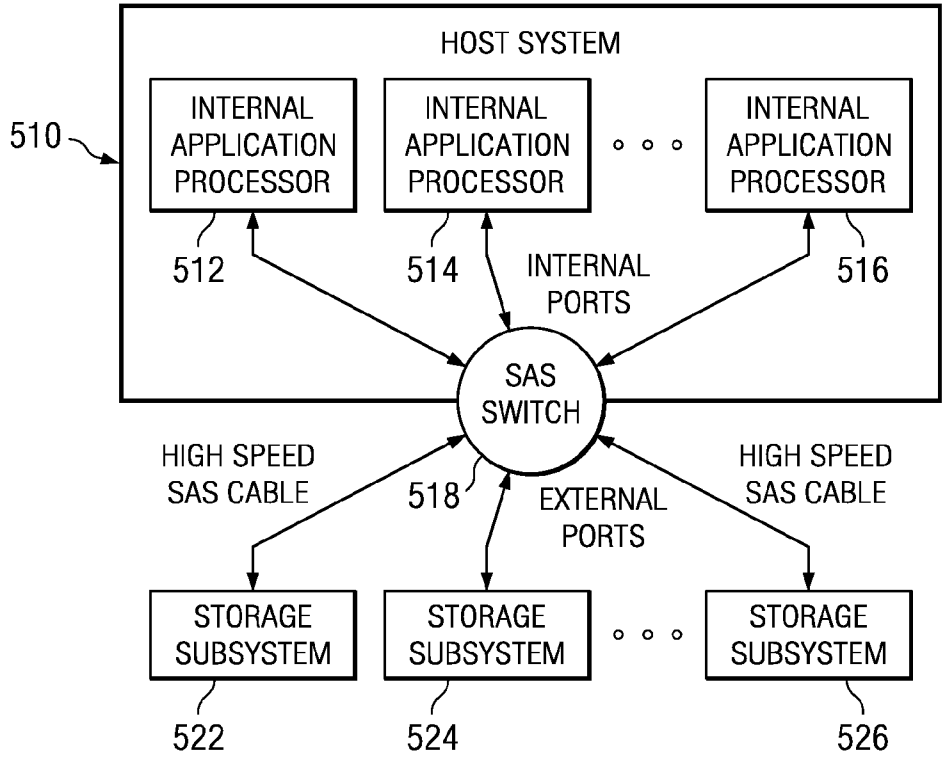 HOST SYSTEM
INTERNAL
APPLICATION
PROCESSOR
INTERNAL
APPLICATION
PROCESSOR
INTERNAL
APPLICATION
PROCESSOR
510
512
514
516
INTERNAL
PORTS
SAS
SWITCH
HIGH SPEED
SAS CABLE
518
EXTERNAL
PORTS
HIGH SPEED
SAS CABLE
STORAGE
SUBSYSTEM
STORAGE
SUBSYSTEM
STORAGE
SUBSYSTEM
522
524
526